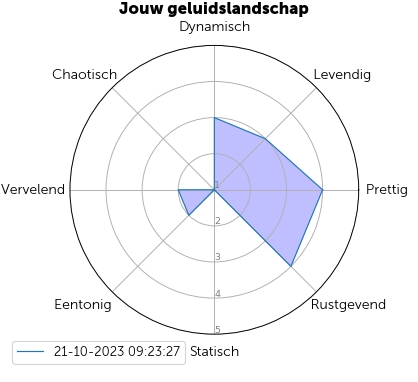 Jouw geluidslandschap
Dynamisch
Chaotisch
Levendig
Vervelend
1
Prettig
2
3
4
Eentonig
Rustgevend
5
21-10-2023 09:23:27
Statisch